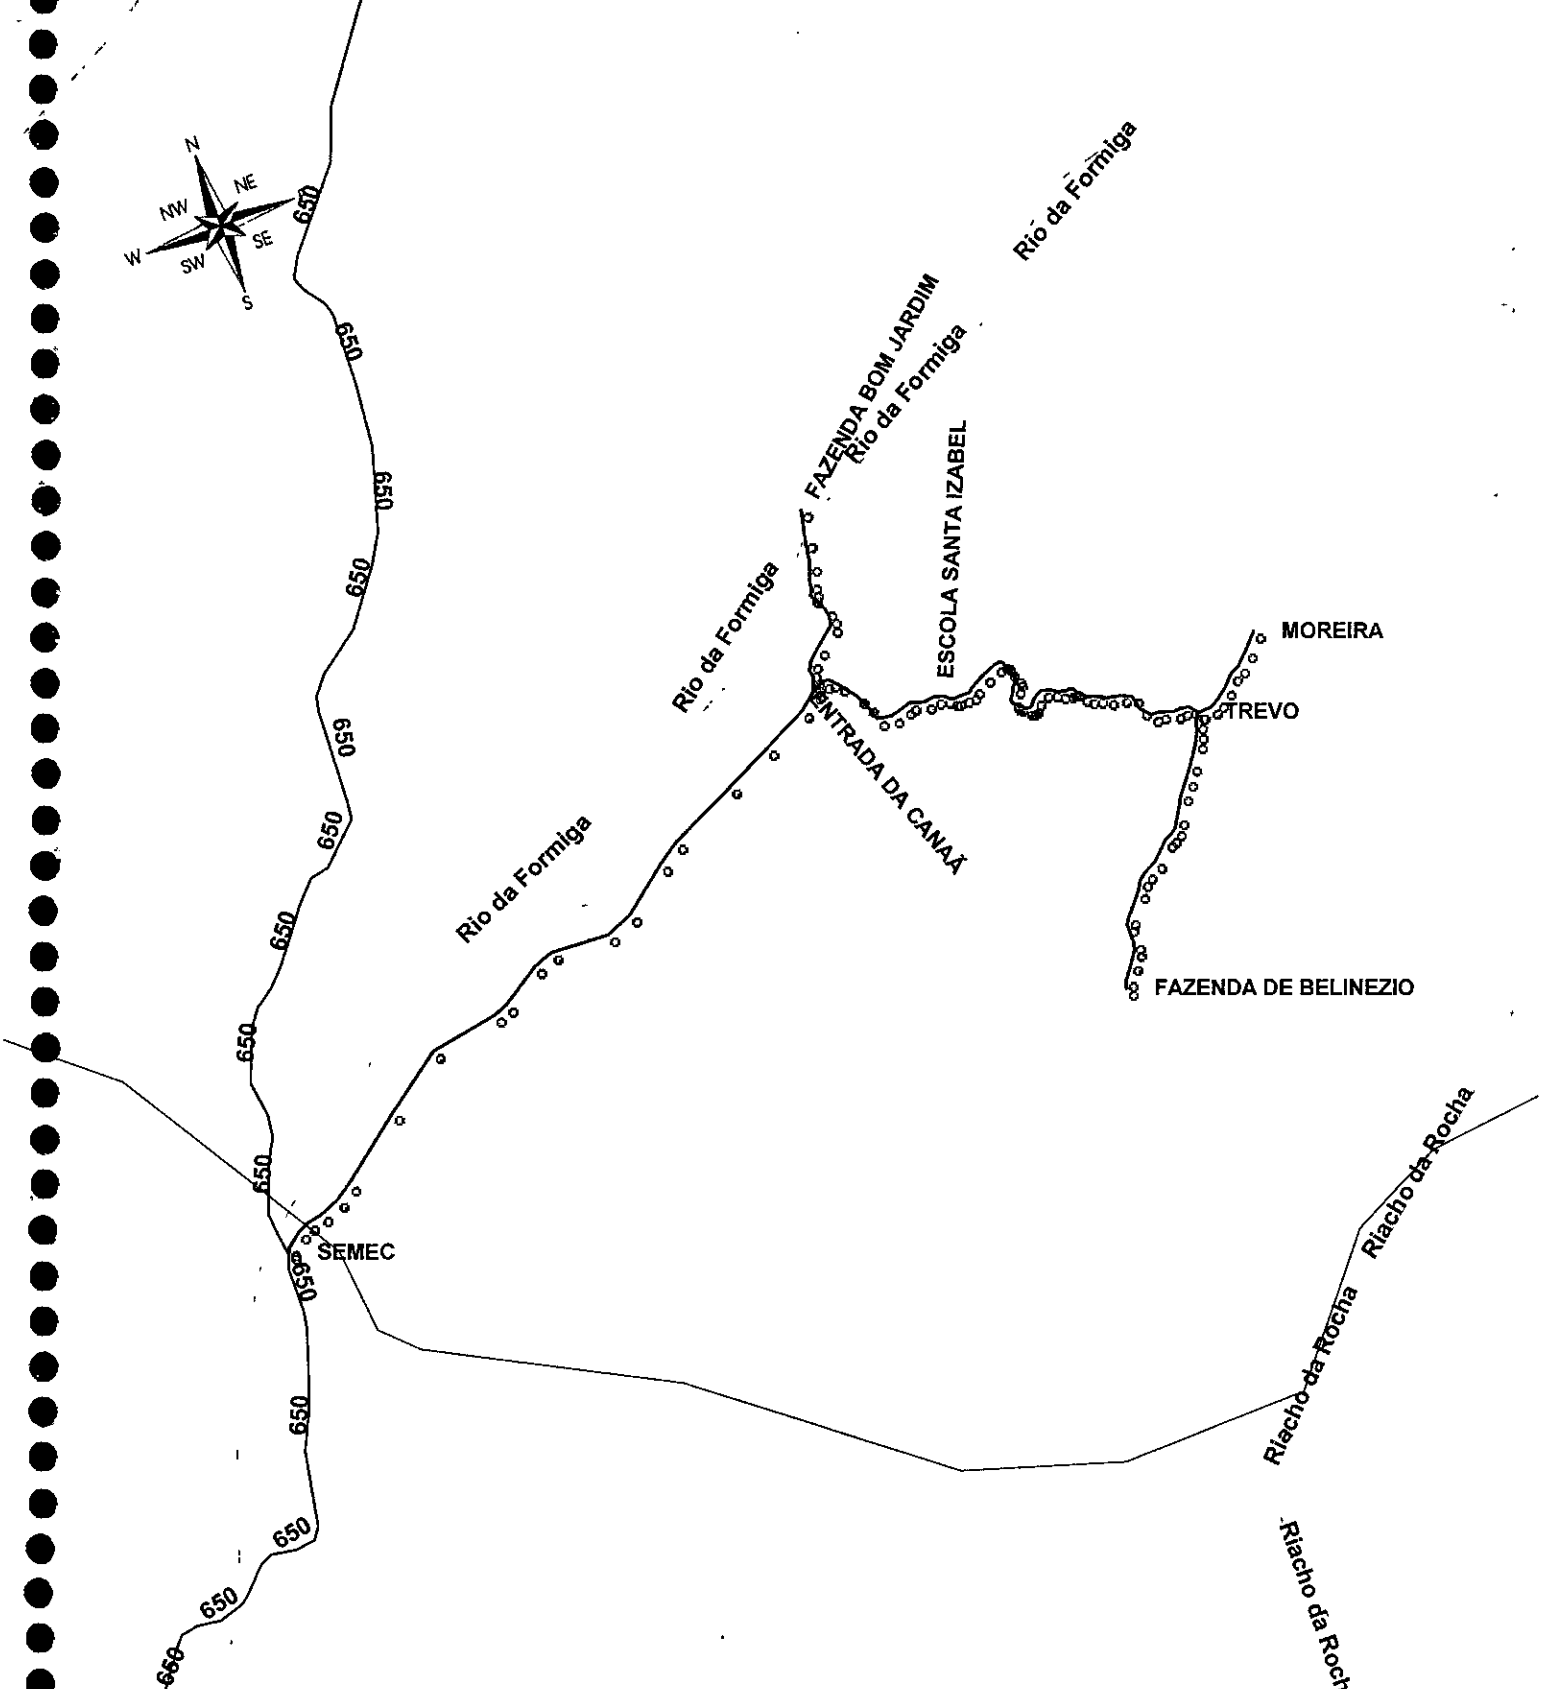 N
NE
NW
W
SW
SE
S
650
Rio da Formiga
650
FAZENDA BOM JARDIM
Rio da Formiga
650
ESCOLA SANTA IZABEL
650
Rio da Formiga
MOREIRA
TREVO
650
ENTRADA DA CANAÃ
650
Rio da Formiga
650
FAZENDA DE BELINEZIO
650
650
Riacho da Rocha
SEMEC
650
Riacho da Rocha
650
650
Riacho da Roch
650
650